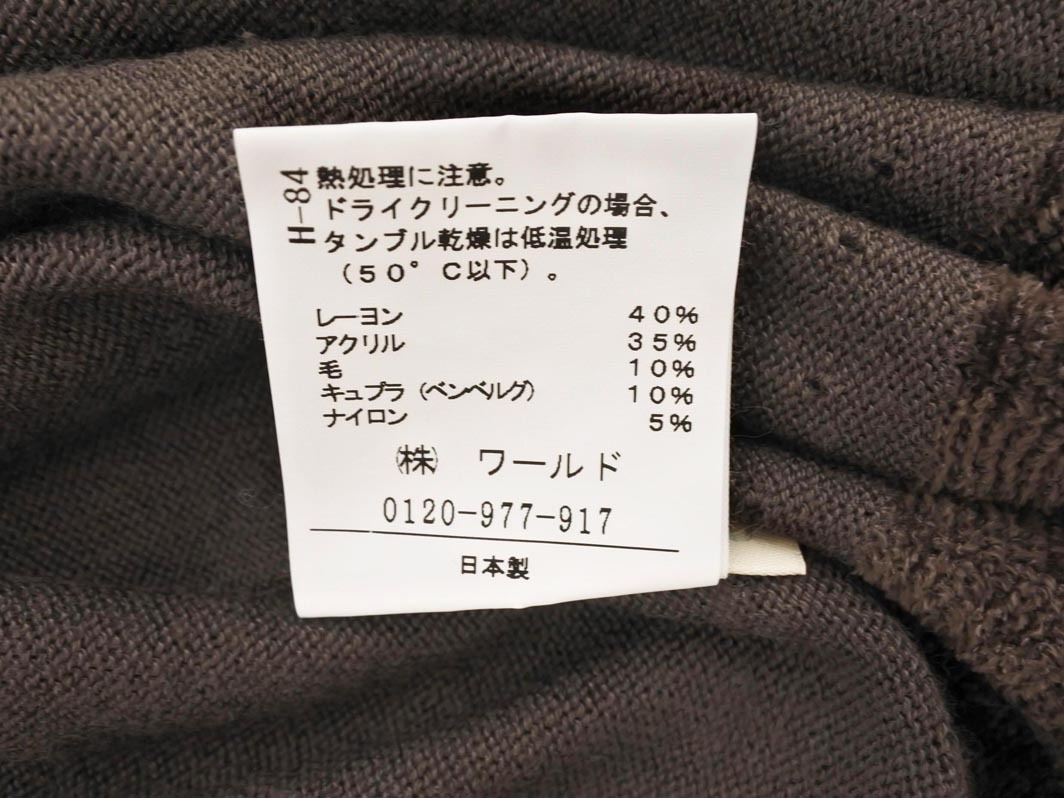 H-84
熱処理に注意。
ドライクリーニングの場合、
タンブル乾燥は低温処理
（５０°Ｃ以下）。
レーヨン ４０％
アクリル ３５％
毛 １０％
キュプラ（ベンベルグ） １０％
ナイロン ５％
㈱ ワールド
0120-977-917
日本製